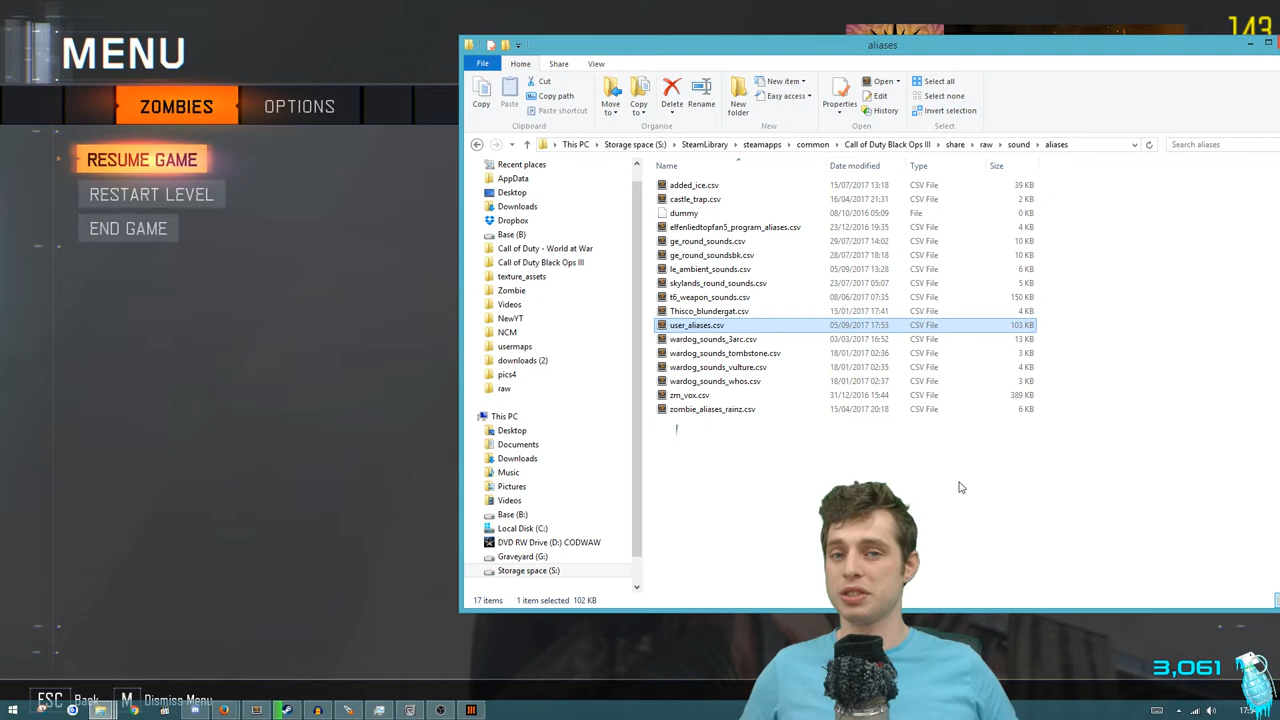 143
MENU
ZOMBIES OPTIONS
RESUME GAME
RESTART LEVEL
END GAME
aliases
File Home Share View
Copy Paste Cut Copy path Paste shortcut
Clipboard
Move to Copy to Delete Rename
Organise
New folder New item Easy access
New
Properties Open Edit History
Open
Select all Select none Invert selection
Select
This PC Storage space (S:) SteamLibrary steamapps common Call of Duty Black Ops III share raw sound aliases
Search aliases
Name Date modified Type Size
added_ice.csv 15/07/2017 13:18 CSV File 39 KB
castle_trap.csv 16/04/2017 21:31 CSV File 2 KB
dummy 08/10/2016 05:09 File 0 KB
elfenliedtopfan5_program_aliases.csv 23/12/2016 19:35 CSV File 4 KB
ge_round_sounds.csv 29/07/2017 14:02 CSV File 10 KB
ge_round_soundsbk.csv 28/07/2017 18:18 CSV File 10 KB
le_ambient_sounds.csv 05/09/2017 13:28 CSV File 6 KB
skylands_round_sounds.csv 23/07/2017 05:07 CSV File 5 KB
t6_weapon_sounds.csv 08/06/2017 07:35 CSV File 150 KB
Thisco_blundergat.csv 15/01/2017 17:41 CSV File 4 KB
user_aliases.csv 05/09/2017 17:53 CSV File 103 KB
wardog_sounds_3arc.csv 03/03/2017 16:52 CSV File 13 KB
wardog_sounds_tombstone.csv 18/01/2017 02:36 CSV File 3 KB
wardog_sounds_vulture.csv 18/01/2017 02:35 CSV File 4 KB
wardog_sounds_whos.csv 18/01/2017 02:37 CSV File 3 KB
zm_vox.csv 31/12/2016 15:44 CSV File 389 KB
zombie_aliases_rainz.csv 15/04/2017 20:18 CSV File 6 KB
Recent places
AppData
Desktop
Downloads
Dropbox
Base (B)
Call of Duty - World at War
Call of Duty Black Ops III
texture_assets
Zombie
Videos
NewYT
NCM
usermaps
downloads (2)
pics4
raw
This PC
Desktop
Documents
Downloads
Music
Pictures
Videos
Base (B:)
Local Disk (C:)
DVD RW Drive (D:) CODWAW
Graveyard (G:)
Storage space (S:)
17 items 1 item selected 102 KB
3,061
ESC Back M Dismiss Menu